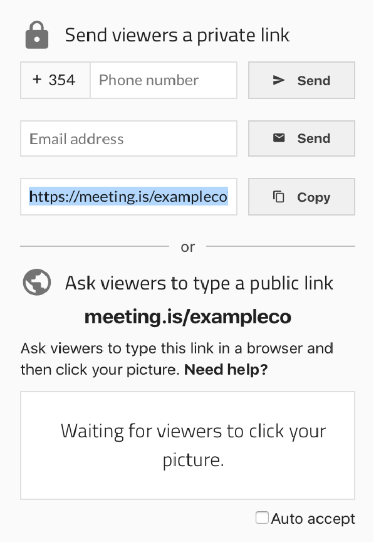 Send viewers a private link
+ 354 Phone number Send
Email address Send
https://meeting.is/exampleco Copy
or
Ask viewers to type a public link
meeting.is/exampleco
Ask viewers to type this link in a browser and
then click your picture. Need help?
Waiting for viewers to click your
picture.
Auto accept